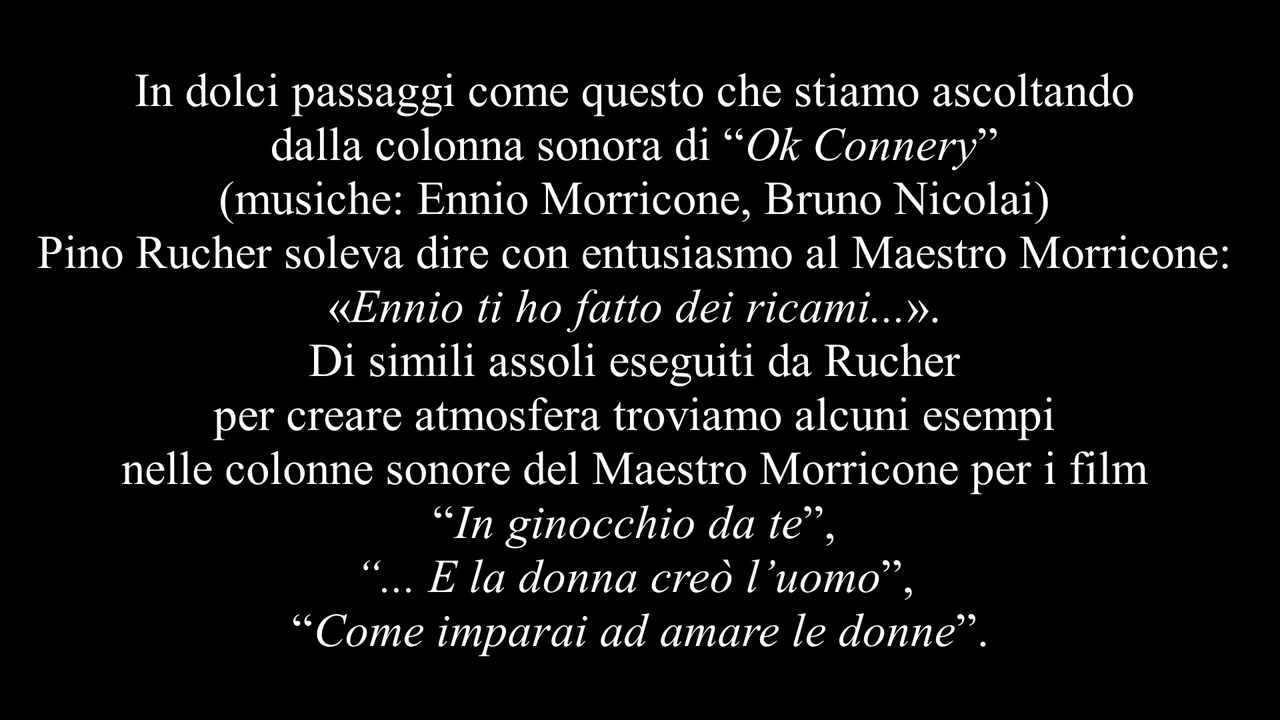 In dolci passaggi come questo che stiamo ascoltando
dalla colonna sonora di “Ok Connery”
(musiche: Ennio Morricone, Bruno Nicolai)
Pino Rucher soleva dire con entusiasmo al Maestro Morricone:
«Ennio ti ho fatto dei ricami...».
Di simili assoli eseguiti da Rucher
per creare atmosfera troviamo alcuni esempi
nelle colonne sonore del Maestro Morricone per i film
“In ginocchio da te”,
“... E la donna creò l’uomo”,
“Come imparai ad amare le donne”.